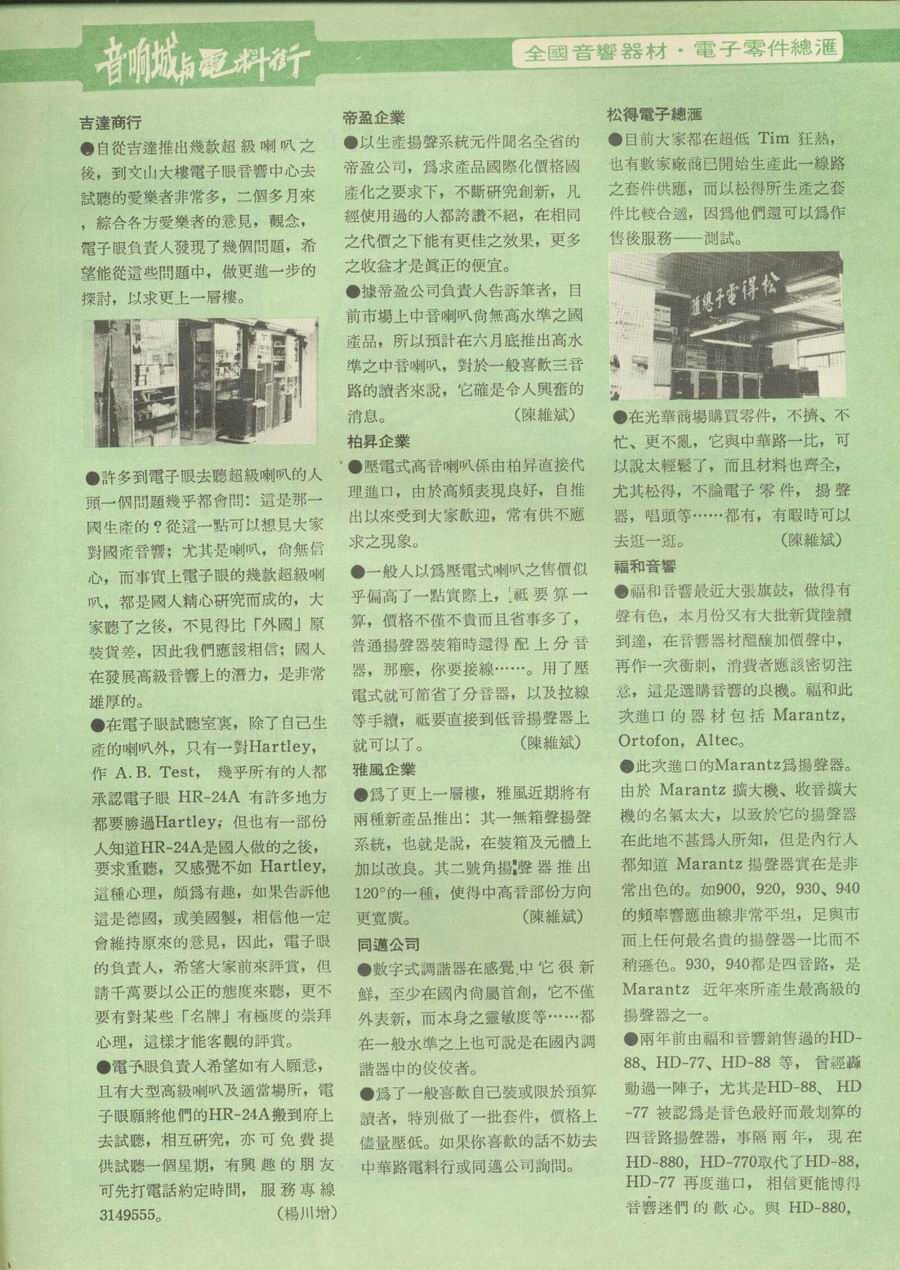 音响城與電料街
全國音響器材・電子零件總滙
吉達商行
●自從吉達推出幾款超級喇叭之
後，到文山大樓電子眼音響中心去
試聽的愛樂者非常多，二個多月來
，綜合各方愛樂者的意見，觀念，
電子眼負責人發現了幾個問題，希
望能從這些問題中，做更進一步的
探討，以求更上一層樓。
●許多到電子眼去聽超級喇叭的人
頭一個問題幾乎都會問：這是那一
國生產的？從這一點可以想見大家
對國產音響；尤其是喇叭，尙無信
心，而事實上電子眼的幾款超級喇
叭，都是國人精心研究而成的，大
家聽了之後，不見得比「外國」原
裝貨差，因此我們應該相信；國人
在發展高級音響上的潛力，是非常
雄厚的。
●在電子眼試聽室裏，除了自己生
產的喇叭外，只有一對Hartley，
作 A.B. Test， 幾乎所有的人都
承認電子眼 HR-24A 有許多地方
都要勝過Hartley；但也有一部份
人知道HR-24A是國人做的之後，
要求重聽，又感覺不如 Hartley，
這種心理，頗爲有趣，如果告訴他
這是德國，或美國製，相信他一定
會維持原來的意見，因此，電子眼
的負責人，希望大家前來評賞，但
請千萬要以公正的態度來聽，更不
要有對某些「名牌」有極度的崇拜
心理，這樣才能客觀的評賞。
●電子眼負責人希望如有人願意，
且有大型高級喇叭及適當場所，電
子眼願將他們的HR-24A搬到府上
去試聽，相互研究，亦可免費提
供試聽一個星期，有興趣的朋友
可先打電話約定時間，服務專線
3149555。 （楊川增）
帝盈企業
●以生產揚聲系統元件聞名全省的
帝盈公司，爲求產品國際化價格國
產化之要求下，不斷研究創新，凡
經使用過的人都誇讚不絕，在相同
之代價之下能有更佳之效果，更多
之收益才是眞正的便宜。
●據帝盈公司負責人告訴筆者，目
前市場上中音喇叭尙無高水準之國
產品，所以預計在六月底推出高水
準之中音喇叭，對於一般喜歡三音
路的讀者來說，它確是令人興奮的
消息。 （陳維斌）
柏昇企業
●壓電式高音喇叭係由柏昇直接代
理進口，由於高頻表現良好，自推
出以來受到大家歡迎，常有供不應
求之現象。
●一般人以爲壓電式喇叭之售價似
乎偏高了一點實際上，祗要算一
算，價格不僅不貴而且省事多了，
普通揚聲器裝箱時還得配上分音
器，那麼，你要接線……。用了壓
電式就可節省了分音器，以及拉線
等手續，祗要直接到低音揚聲器上
就可以了。 （陳維斌）
雅風企業
●爲了更上一層樓，雅風近期將有
兩種新產品推出：其一無箱聲揚聲
系統，也就是說，在裝箱及元體上
加以改良。其二號角揚聲器推出
120°的一種，使得中高音部份方向
更寬廣。 （陳維斌）
同邁公司
●數字式調諧器在感覺中它很新
鮮，至少在國內尙屬首創，它不僅
外表新，而本身之靈敏度等……都
在一般水準之上也可說是在國內調
諧器中的佼佼者。
●爲了一般喜歡自己裝或限於預算
讀者，特別做了一批套件，價格上
儘量壓低。如果你喜歡的話不妨去
中華路電料行或同邁公司詢問。
松得電子總滙
●目前大家都在超低 Tim 狂熱，
也有數家廠商已開始生產此一線路
之套件供應，而以松得所生產之套
件比較合適，因爲他們還可以爲作
售後服務——測試。
松得電子總滙
●在光華商場購買零件，不擠、不
忙、更不亂，它與中華路一比，可
以說太輕鬆了，而且材料也齊全，
尤其松得，不論電子零件，揚聲
器，唱頭等……都有，有暇時可以
去逛一逛。 （陳維斌）
福和音響
●福和音響最近大張旗鼓，做得有
聲有色，本月份又有大批新貨陸續
到達，在音響器材醞釀加價聲中，
再作一次衝刺，消費者應該密切注
意，這是選購音響的良機。福和此
次進口的器材包括 Marantz，
Ortofon，Altec。
●此次進口的Marantz爲揚聲器。
由於 Marantz 擴大機、收音擴大
機的名氣太大，以致於它的揚聲器
在此地不甚爲人所知，但是內行人
都知道 Marantz 揚聲器實在是非
常出色的。如900，920，930、940
的頻率響應曲線非常平坦，足與市
面上任何最名貴的揚聲器一比而不
稍遜色。930，940都是四音路，是
Marantz 近年來所產生最高級的
揚聲器之一。
●兩年前由福和音響銷售過的HD-
88、HD-77、HD-88 等， 曾經轟
動過一陣子，尤其是HD-88、 HD
-77 被認爲是音色最好而最划算的
四音路揚聲器，事隔兩年，現在
HD-880，HD-770取代了HD-88，
HD-77 再度進口， 相信更能博得
音響迷們的歡心。與 HD-880，